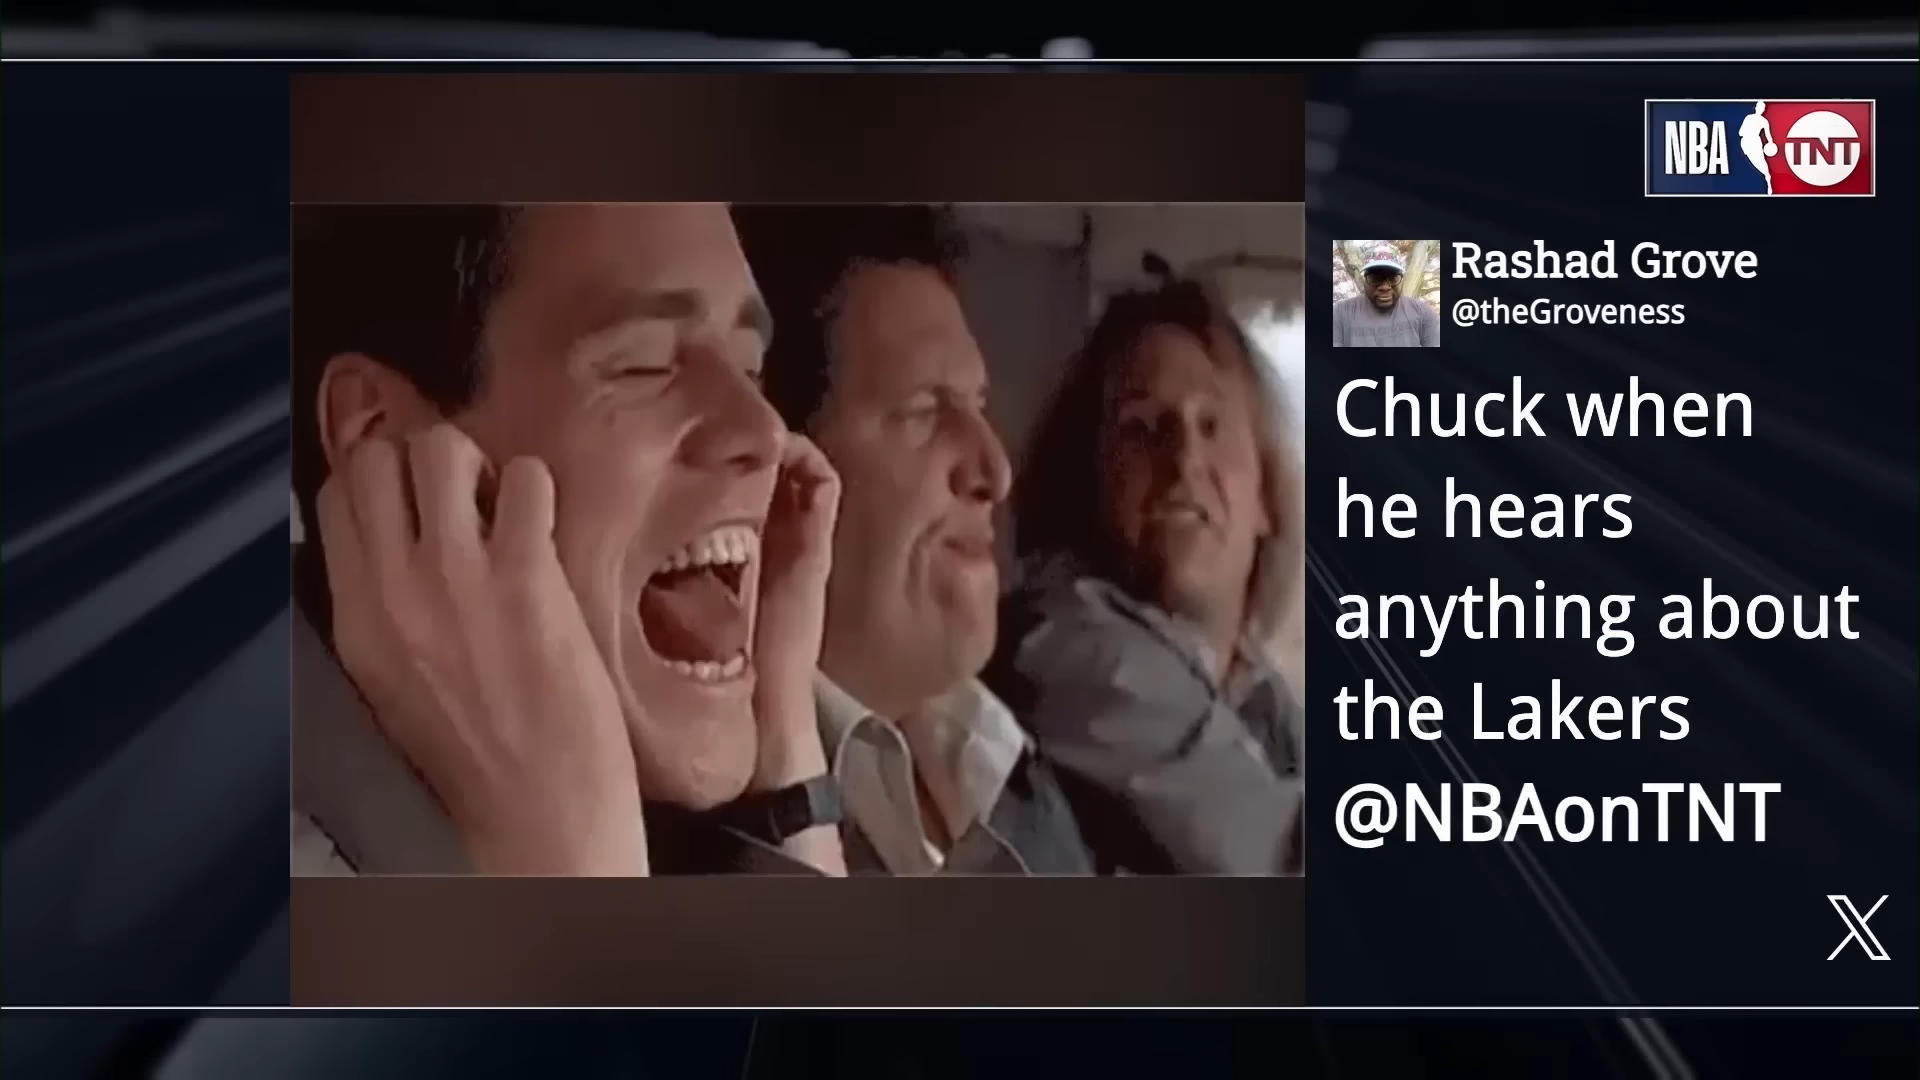 NBA TNT
Rashad Grove
@theGroveness
Chuck when
he hears
anything about
the Lakers
@NBAonTNT
X